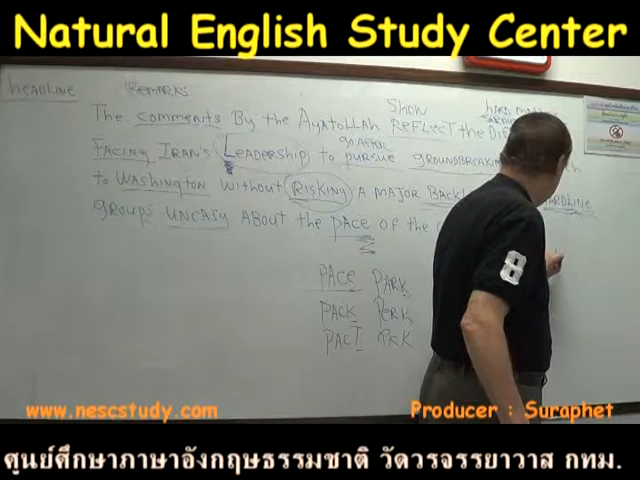 Natural English Study Center
HEADLINE REMARKS
Show
The comments By the AyAtoLLAH REFLECT the
go AFTER
FACING IRAN's Leadership to pursue GROUNDBREAKIN
to WASHINGTON without RISKING A MAJOR BACK HARDLINE
groups UNEASY ABOUT the PACE OF the
PACE PARK
PACK PERK
PACT
8
www.nescstudy.com Producer : Suraphet
ศูนย์ศึกษาภาษาอังกฤษธรรมชาติ วัดวรจรรยาวาส กทม.